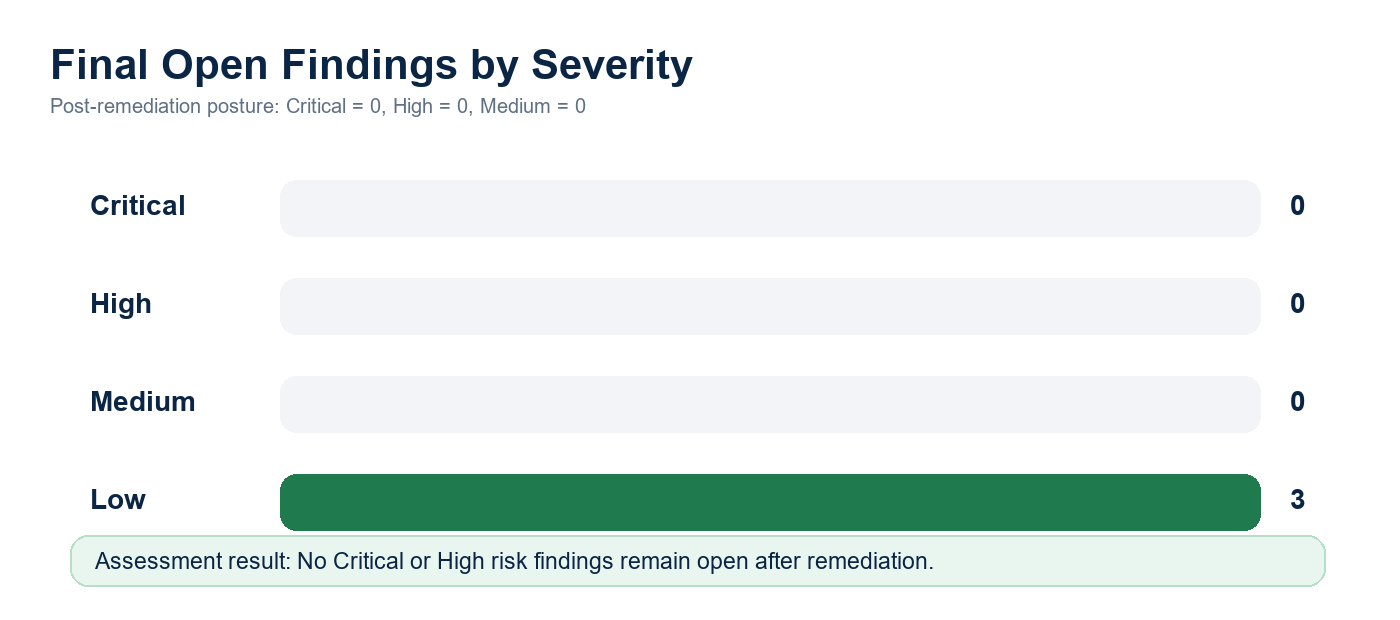 Final Open Findings by Severity
Post-remediation posture: Critical = 0, High = 0, Medium = 0
Critical 0
High 0
Medium 0
Low 3
Assessment result: No Critical or High risk findings remain open after remediation.